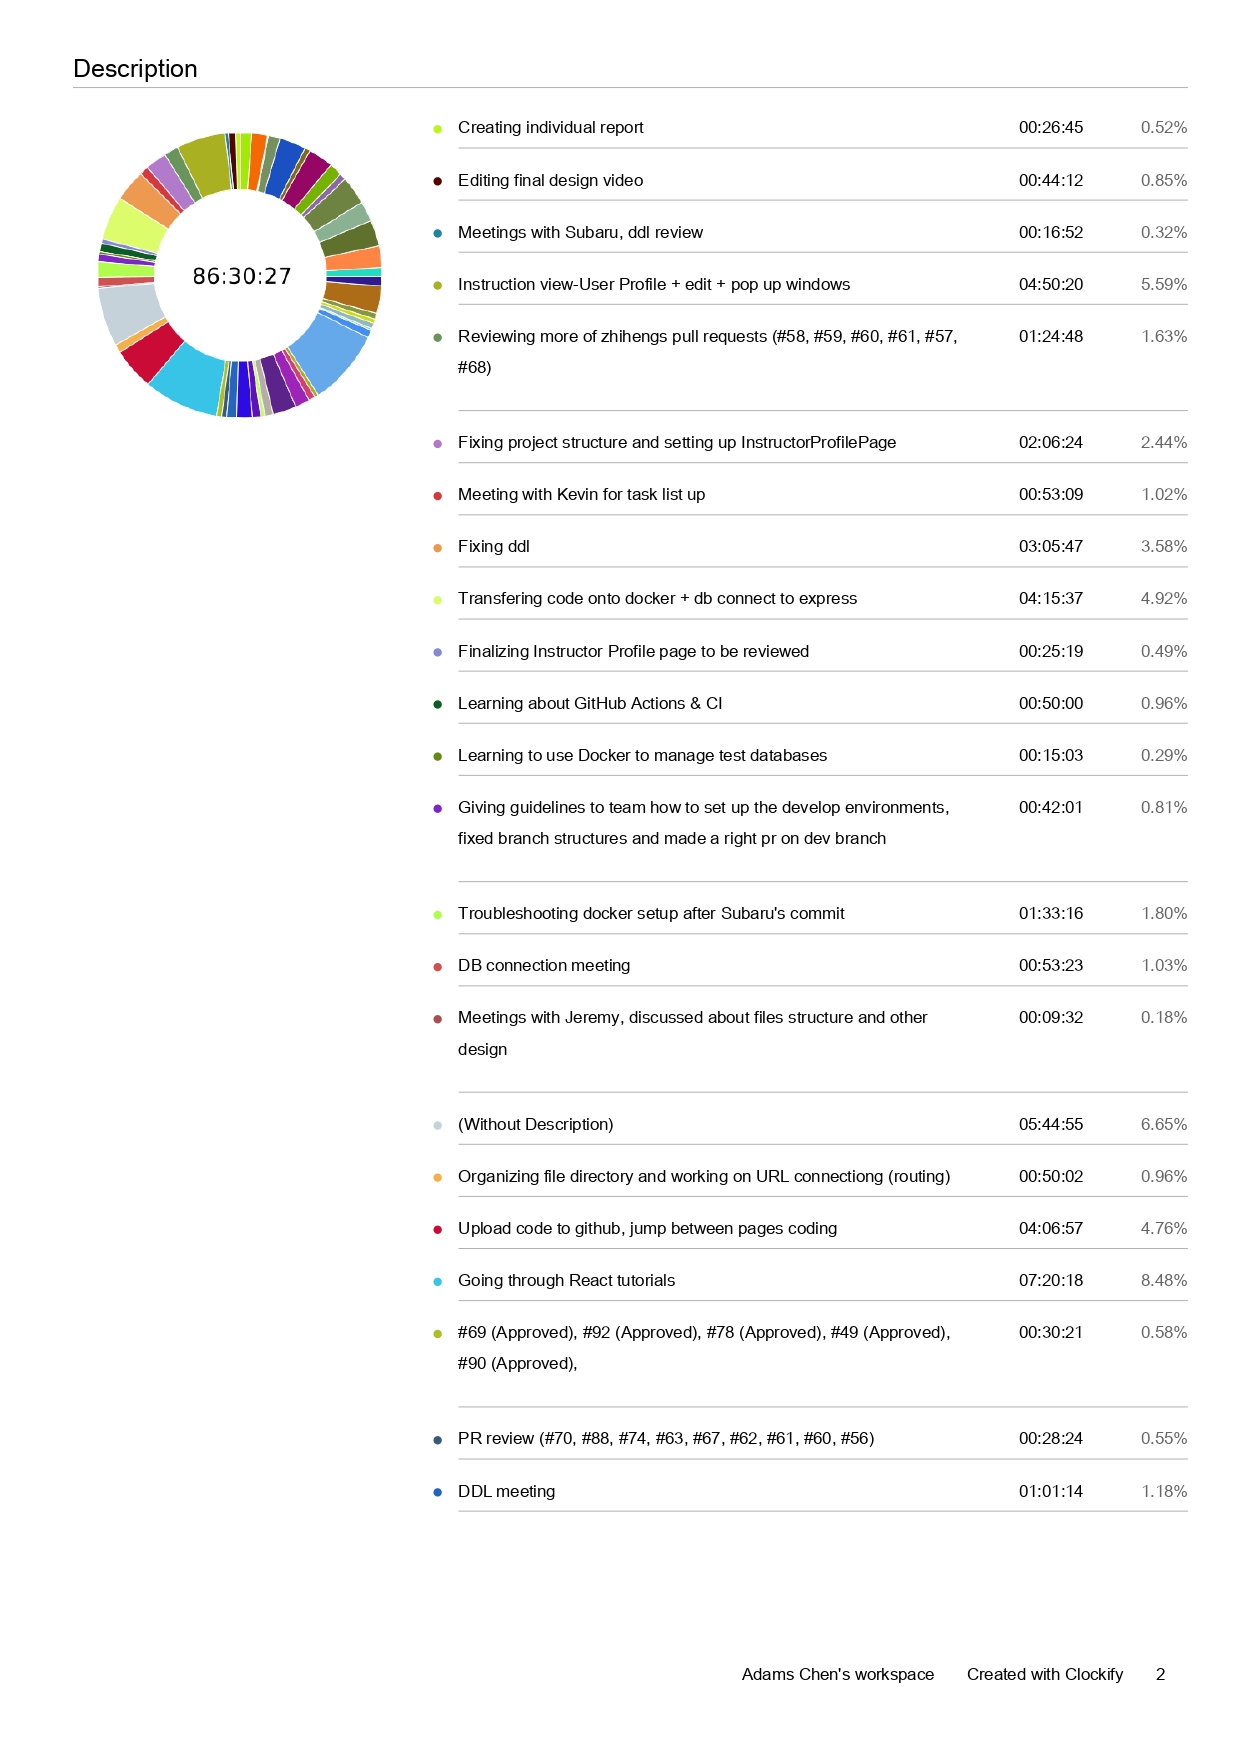 Description
86:30:27
Creating individual report 00:26:45 0.52%
Editing final design video 00:44:12 0.85%
Meetings with Subaru, ddl review 00:16:52 0.32%
Instruction view-User Profile + edit + pop up windows 04:50:20 5.59%
Reviewing more of zhihengs pull requests (#58, #59, #60, #61, #57, 01:24:48 1.63%
#68)
Fixing project structure and setting up InstructorProfilePage 02:06:24 2.44%
Meeting with Kevin for task list up 00:53:09 1.02%
Fixing ddl 03:05:47 3.58%
Transfering code onto docker + db connect to express 04:15:37 4.92%
Finalizing Instructor Profile page to be reviewed 00:25:19 0.49%
Learning about GitHub Actions & CI 00:50:00 0.96%
Learning to use Docker to manage test databases 00:15:03 0.29%
Giving guidelines to team how to set up the develop environments, 00:42:01 0.81%
fixed branch structures and made a right pr on dev branch
Troubleshooting docker setup after Subaru's commit 01:33:16 1.80%
DB connection meeting 00:53:23 1.03%
Meetings with Jeremy, discussed about files structure and other 00:09:32 0.18%
design
(Without Description) 05:44:55 6.65%
Organizing file directory and working on URL connectiong (routing) 00:50:02 0.96%
Upload code to github, jump between pages coding 04:06:57 4.76%
Going through React tutorials 07:20:18 8.48%
#69 (Approved), #92 (Approved), #78 (Approved), #49 (Approved), 00:30:21 0.58%
#90 (Approved),
PR review (#70, #88, #74, #63, #67, #62, #61, #60, #56) 00:28:24 0.55%
DDL meeting 01:01:14 1.18%
Adams Chen's workspace Created with Clockify 2